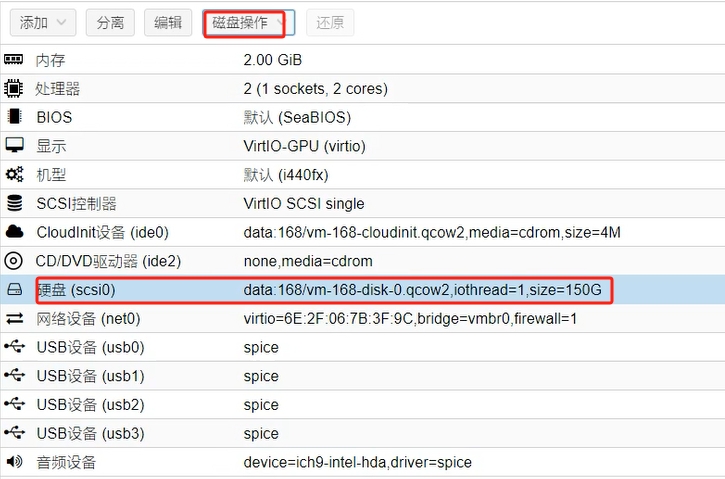 添加 分离 编辑 磁盘操作 还原
内存 2.00 GiB
处理器 2 (1 sockets, 2 cores)
BIOS 默认 (SeaBIOS)
显示 VirtIO-GPU (virtio)
机型 默认 (i440fx)
SCSI控制器 VirtIO SCSI single
CloudInit设备 (ide0) data:168/vm-168-cloudinit.qcow2,media=cdrom,size=4M
CD/DVD驱动器 (ide2) none,media=cdrom
硬盘 (scsi0) data:168/vm-168-disk-0.qcow2,iothread=1,size=150G
网络设备 (net0) virtio=6E:2F:06:7B:3F:9C,bridge=vmbr0,firewall=1
USB设备 (usb0) spice
USB设备 (usb1) spice
USB设备 (usb2) spice
USB设备 (usb3) spice
音频设备 device=ich9-intel-hda,driver=spice